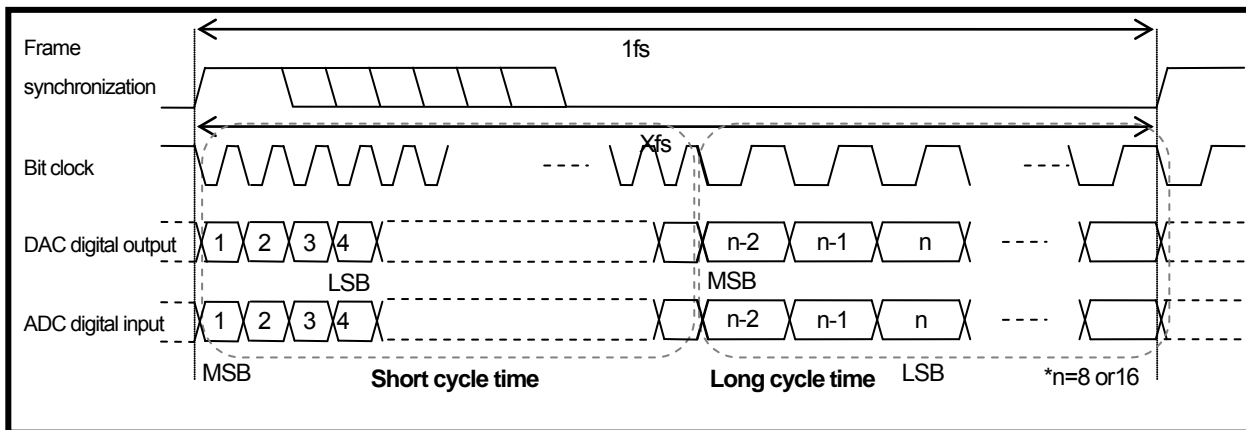 Frame
1fs
synchronization
Xfs
Bit clock
DAC digital output
1 2 3 4
n-2 n-1 n
LSB
MSB
ADC digital input
1 2 3 4
n-2 n-1 n
MSB
Short cycle time
Long cycle time
LSB
*n=8 or16